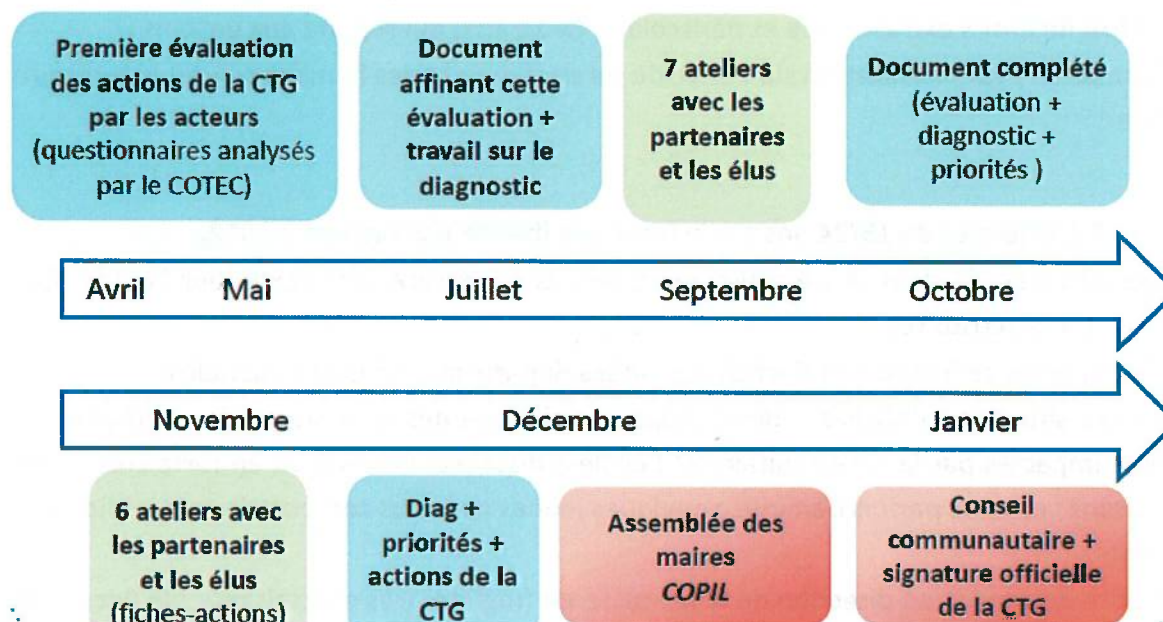 Première évaluation
des actions de la CTG
par les acteurs
(questionnaires analysés
par le COTEC)
Document
affinant cette
évaluation +
travail sur le
diagnostic
7 ateliers
avec les
partenaires
et les élus
Document complété
(évaluation +
diagnostic +
priorités )
Avril Mai Juillet Septembre Octobre
Novembre Décembre Janvier
6 ateliers avec
les partenaires
et les élus
(fiches-actions)
Diag +
priorités +
actions de la
CTG
Assemblée des
maires
COPIL
Conseil
communautaire +
signature officielle
de la CTG